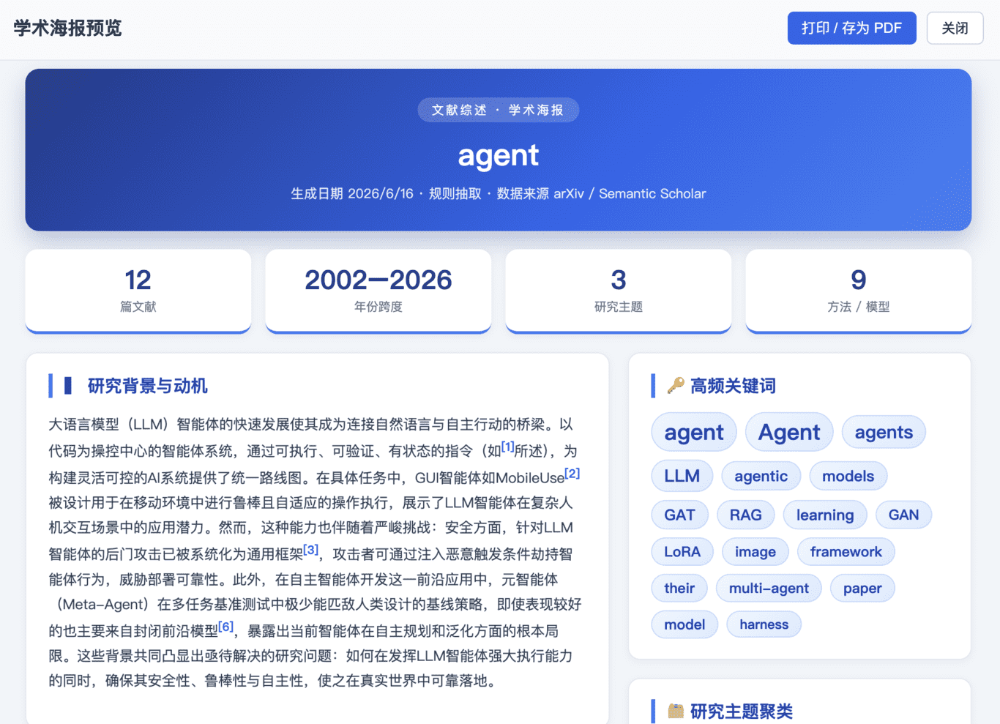 学术海报预览
打印 / 存为 PDF
关闭
文献综述 · 学术海报
agent
生成日期 2026/6/16 · 规则抽取 · 数据来源 arXiv / Semantic Scholar
12
篇文献
2002—2026
年份跨度
3
研究主题
9
方法 / 模型
研究背景与动机
大语言模型（LLM）智能体的快速发展使其成为连接自然语言与自主行动的桥梁。以
代码为操控中心的智能体系统，通过可执行、可验证、有状态的指令（如[1]所述），为
构建灵活可控的AI系统提供了统一路线图。在具体任务中，GUI智能体如MobileUse[2]
被设计用于在移动环境中进行鲁棒且自适应的操作执行，展示了LLM智能体在复杂人
机交互场景中的应用潜力。然而，这种能力也伴随着严峻挑战：安全方面，针对LLM
智能体的后门攻击已被系统化为通用框架[3]，攻击者可通过注入恶意触发条件劫持智
能体行为，威胁部署可靠性。此外，在自主智能体开发这一前沿应用中，元智能体
（Meta-Agent）在多任务基准测试中极少能匹敌人类设计的基线策略，即使表现较好
的也主要来自封闭前沿模型[6]，暴露出当前智能体在自主规划和泛化方面的根本局
限。这些背景共同凸显出亟待解决的研究问题：如何在发挥LLM智能体强大执行能力
的同时，确保其安全性、鲁棒性与自主性，使之在真实世界中可靠落地。
高频关键词
agent Agent agents
LLM agentic models
GAT RAG learning GAN
LoRA image framework
their multi-agent paper
model harness
研究主题聚类